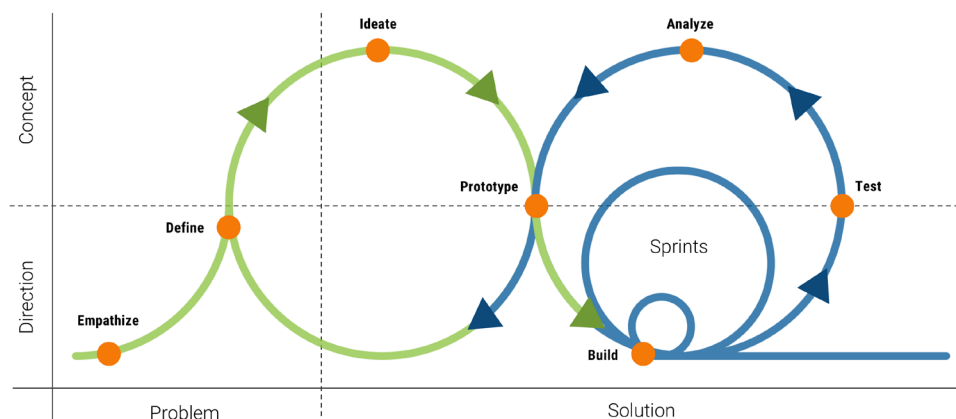 Ideate
Analyze
Concept
Prototype
Test
Define
Sprints
Direction
Empathize
Build
Problem
Solution